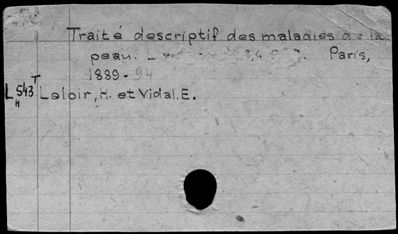 Traité descriptif des maladies de la
peau. Paris,
1889-94
T
L543 Leloir, H. et Vidal, E.
H